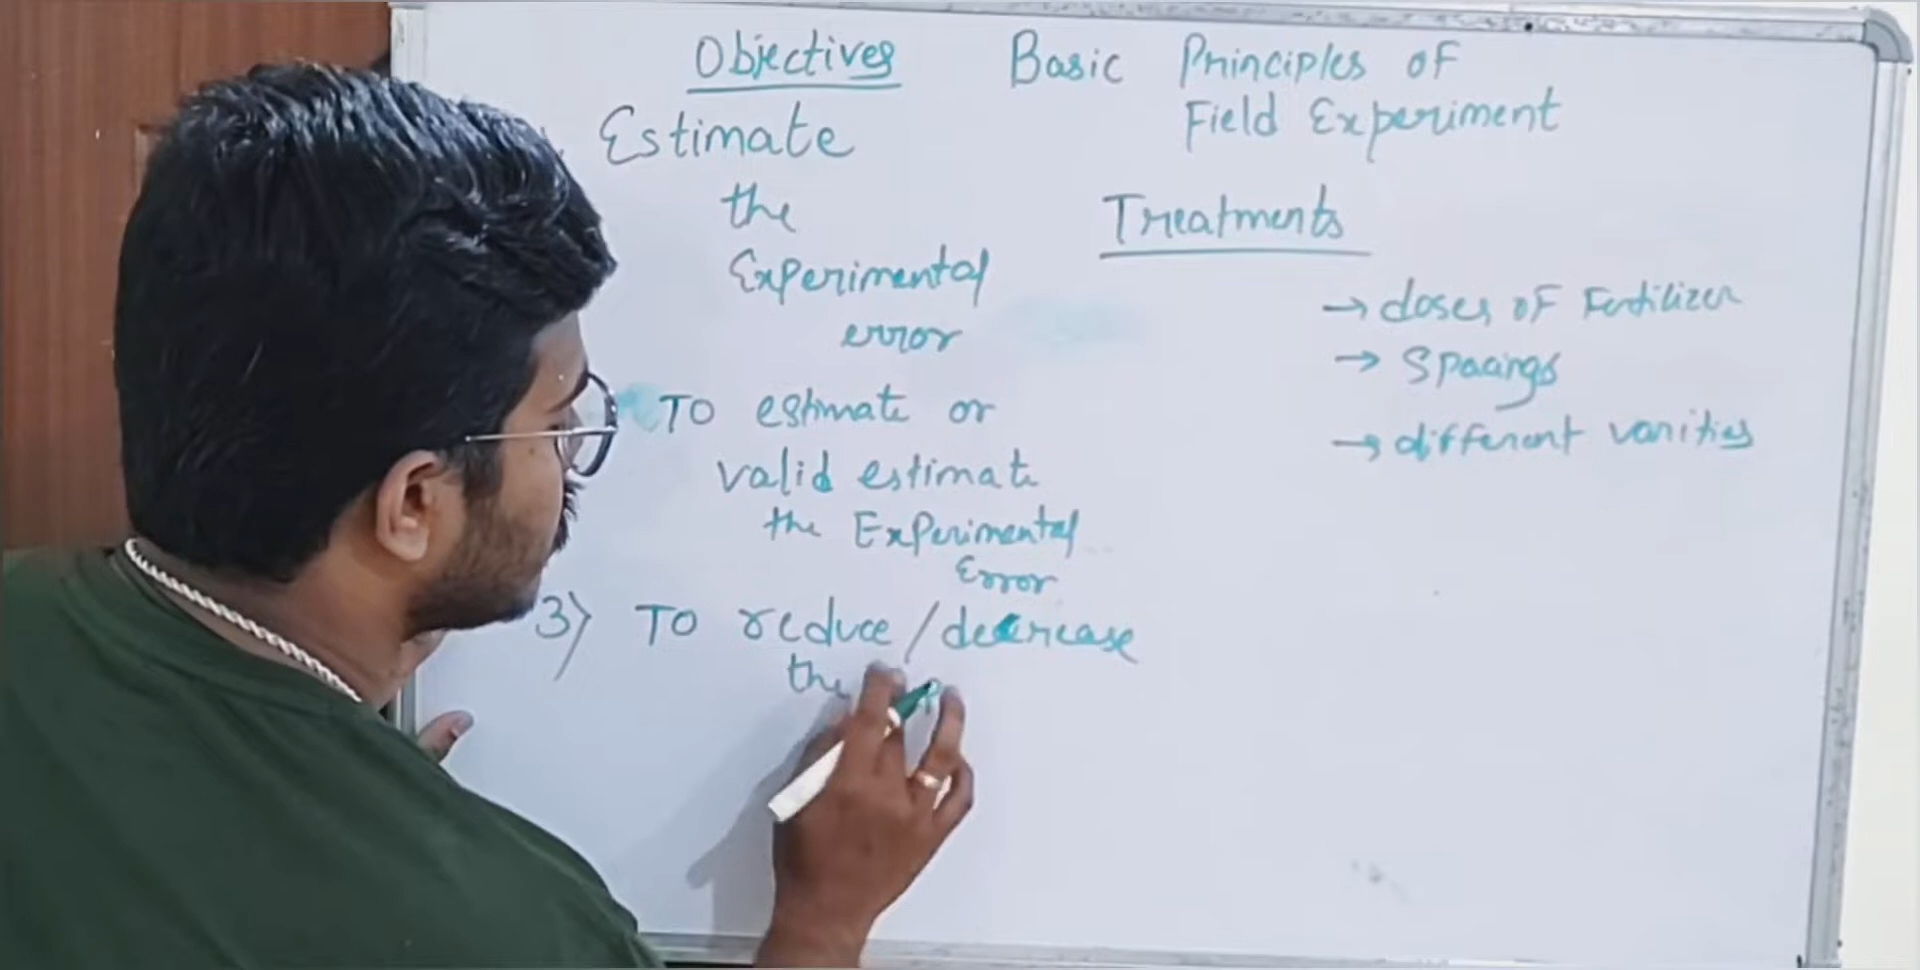 Objectives
Basic Principles of
Field Experiment
Estimate
the
Experimental
error
To estimate or
valid estimate
the Experimental
Error
3) To reduce / decrease
the
Treatments
→ doses of Fertilizer
→ Spacings
→ different varities